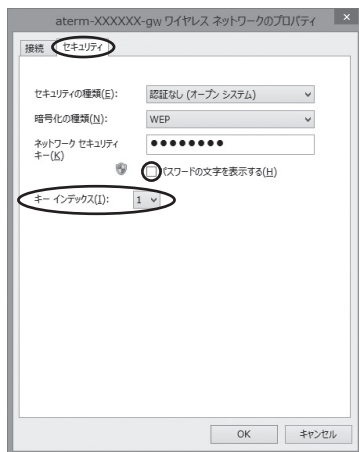 aterm-XXXXXX-gw ワイヤレス ネットワークのプロパティ ×
接続 セキュリティ
セキュリティの種類(E): 認証なし (オープン システム)
暗号化の種類(N): WEP
ネットワーク セキュリティ ●●●●●●●●
キー(K)
パスワードの文字を表示する(H)
キー インデックス(I): 1
OK キャンセル